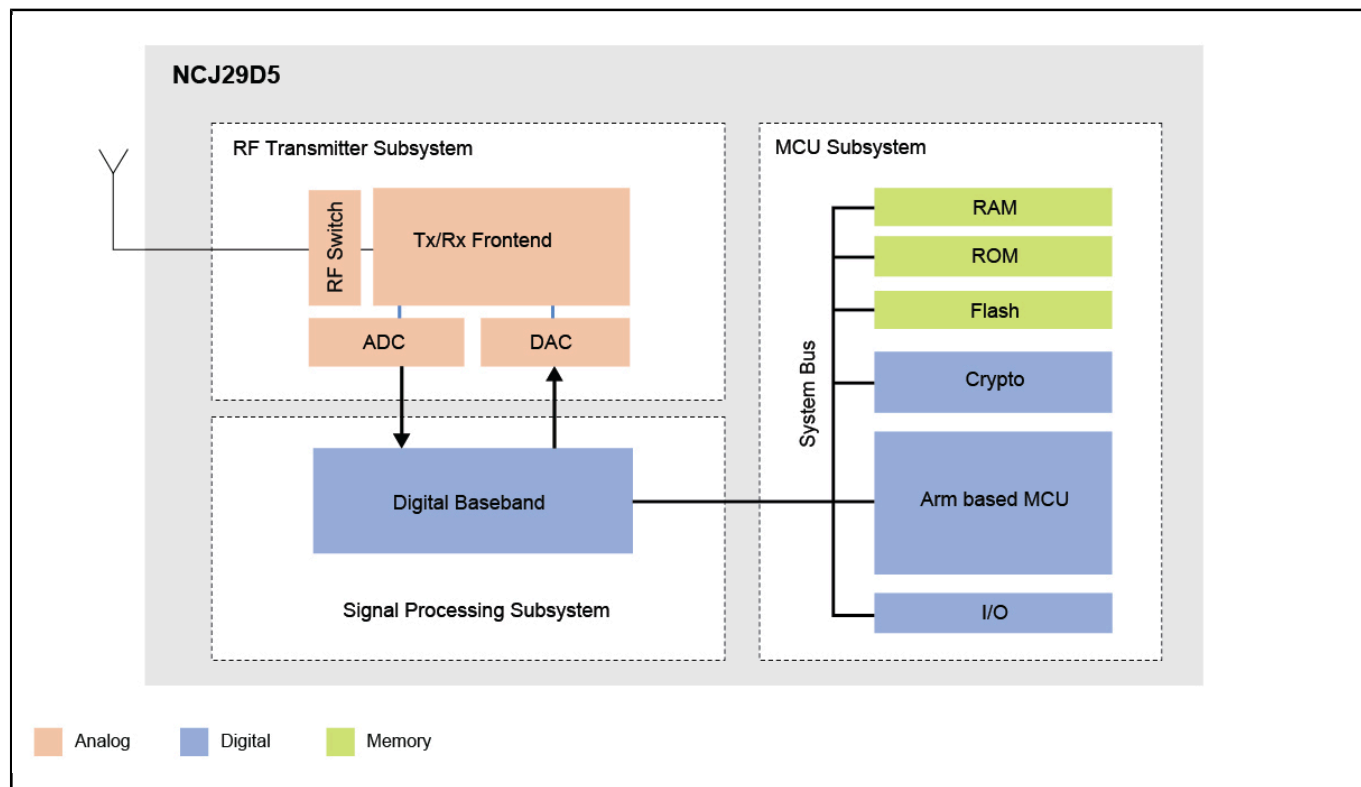 NCJ29D5
RF Transmitter Subsystem
RF Switch
Tx/Rx Frontend
ADC
DAC
Digital Baseband
Signal Processing Subsystem
MCU Subsystem
System Bus
RAM
ROM
Flash
Crypto
Arm based MCU
I/O
Analog
Digital
Memory